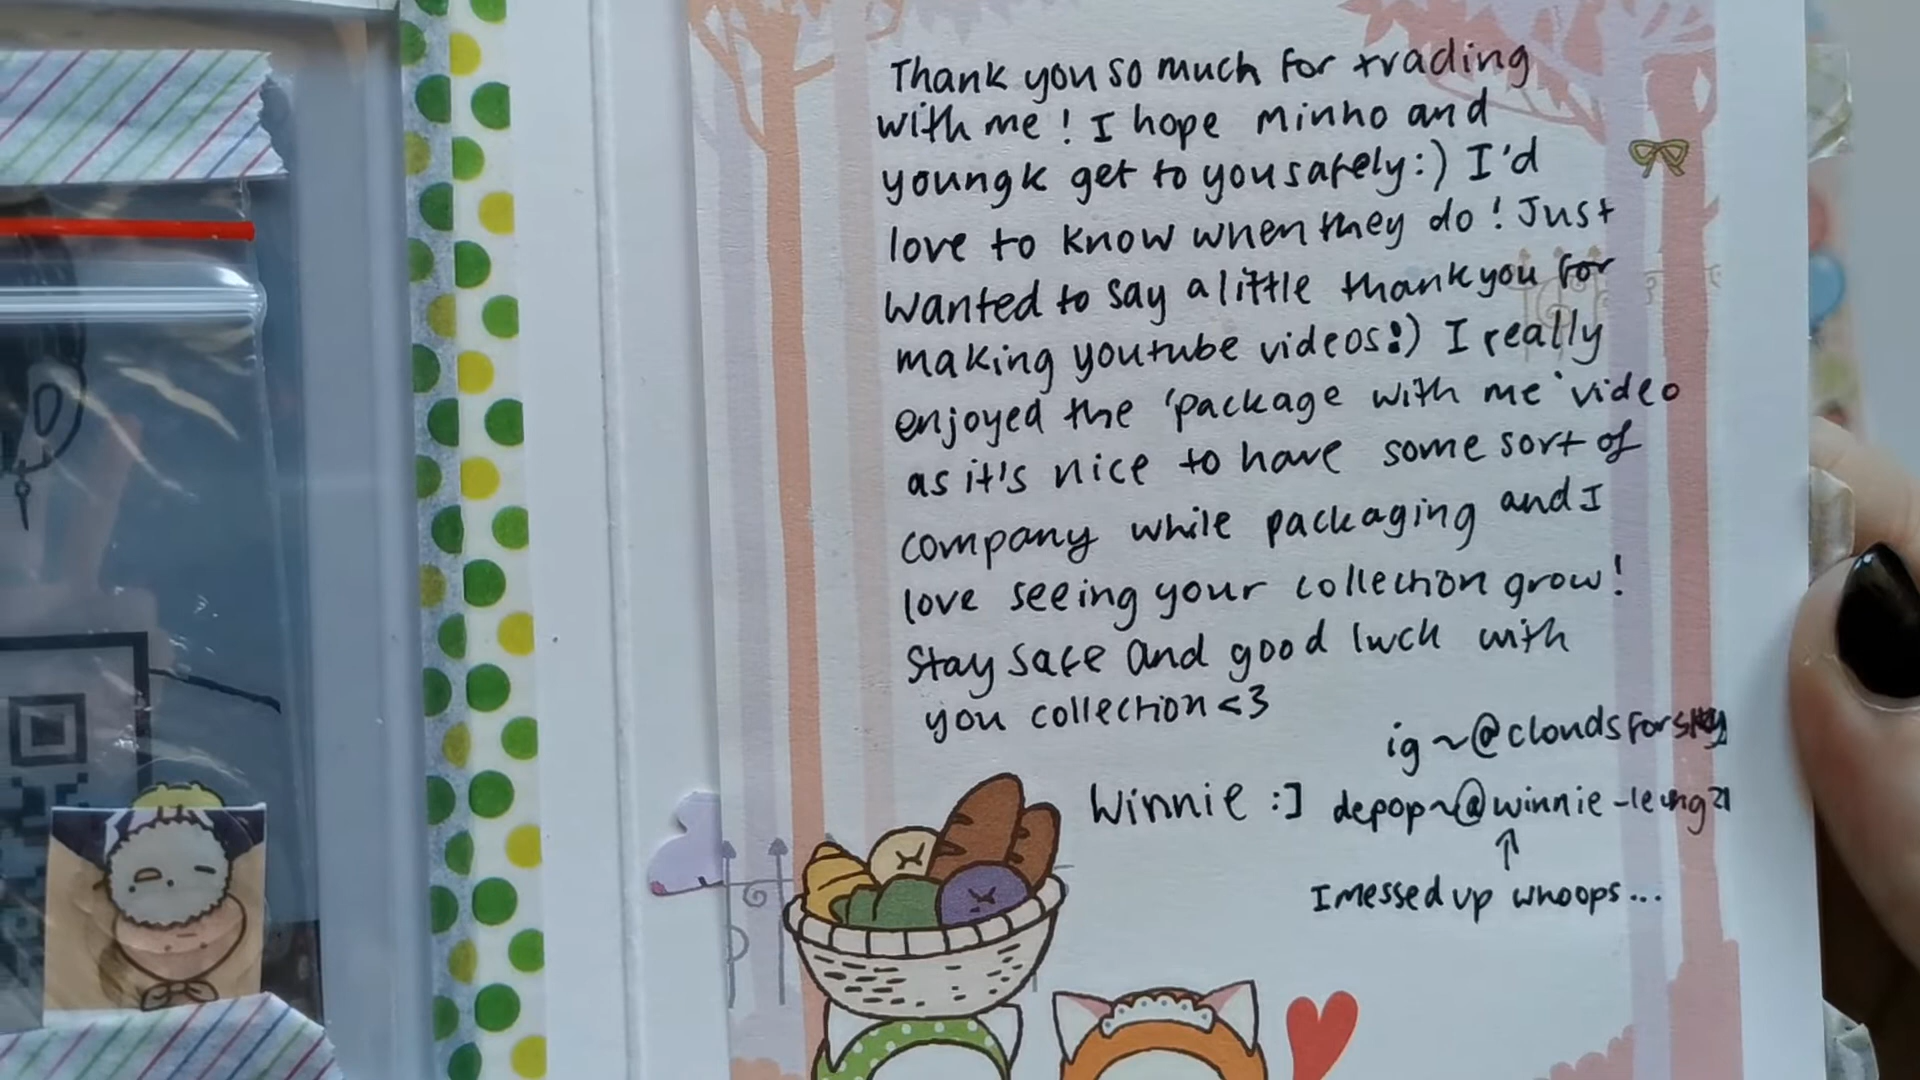 Thank you so much for trading
with me! I hope Minho and
youngk get to you safely:) I'd
love to know when they do! Just
wanted to say a little thankyou for
making youtube videos:) I really
enjoyed the 'package with me' video
as it's nice to have some sort of
company while packaging and I
love seeing your collection grow!
Stay safe and good luck with
you collection <3
ig ~ @cloudsforsky
Winnie :] depop ~ @winnie-leung21
↑
I messed up whoops...